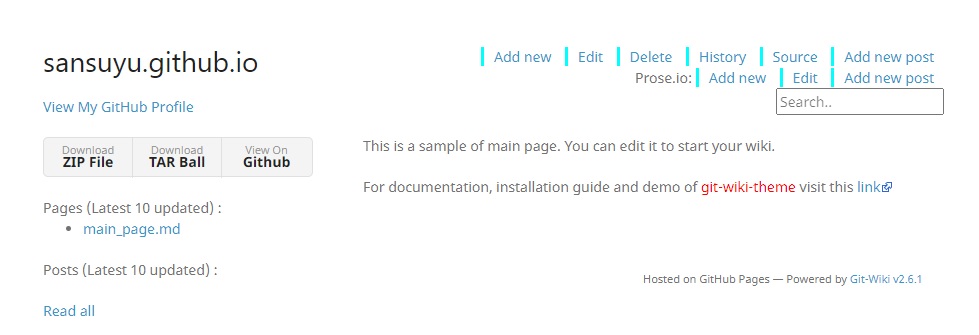 sansuyu.github.io
Add new Edit Delete History Source Add new post
Prose.io: Add new Edit Add new post
Search..
View My GitHub Profile
Download ZIP File
Download TAR Ball
View On Github
Pages (Latest 10 updated) :
main_page.md
Posts (Latest 10 updated) :
Read all
This is a sample of main page. You can edit it to start your wiki.
For documentation, installation guide and demo of git-wiki-theme visit this link
Hosted on GitHub Pages — Powered by Git-Wiki v2.6.1